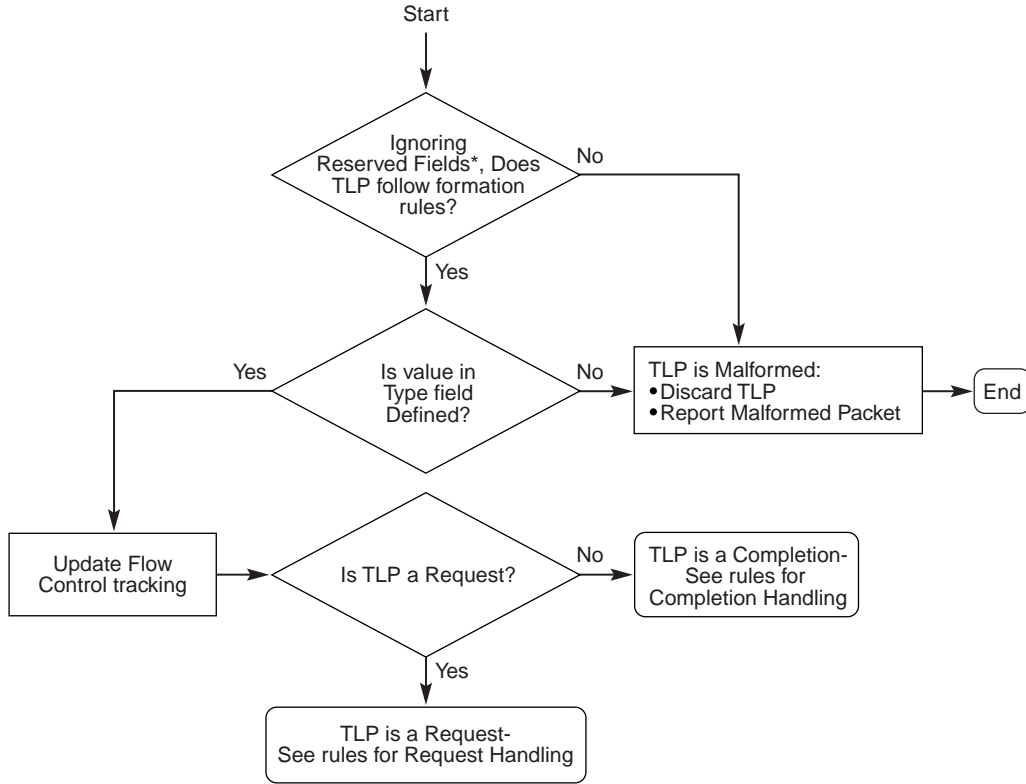 Start
Ignoring
Reserved Fields*, Does
TLP follow formation
rules?
No
Yes
Is value in
Type field
Defined?
Yes
No
TLP is Malformed:
•Discard TLP
•Report Malformed Packet
End
Update Flow
Control tracking
Is TLP a Request?
No
TLP is a Completion-
See rules for
Completion Handling
Yes
TLP is a Request-
See rules for Request Handling